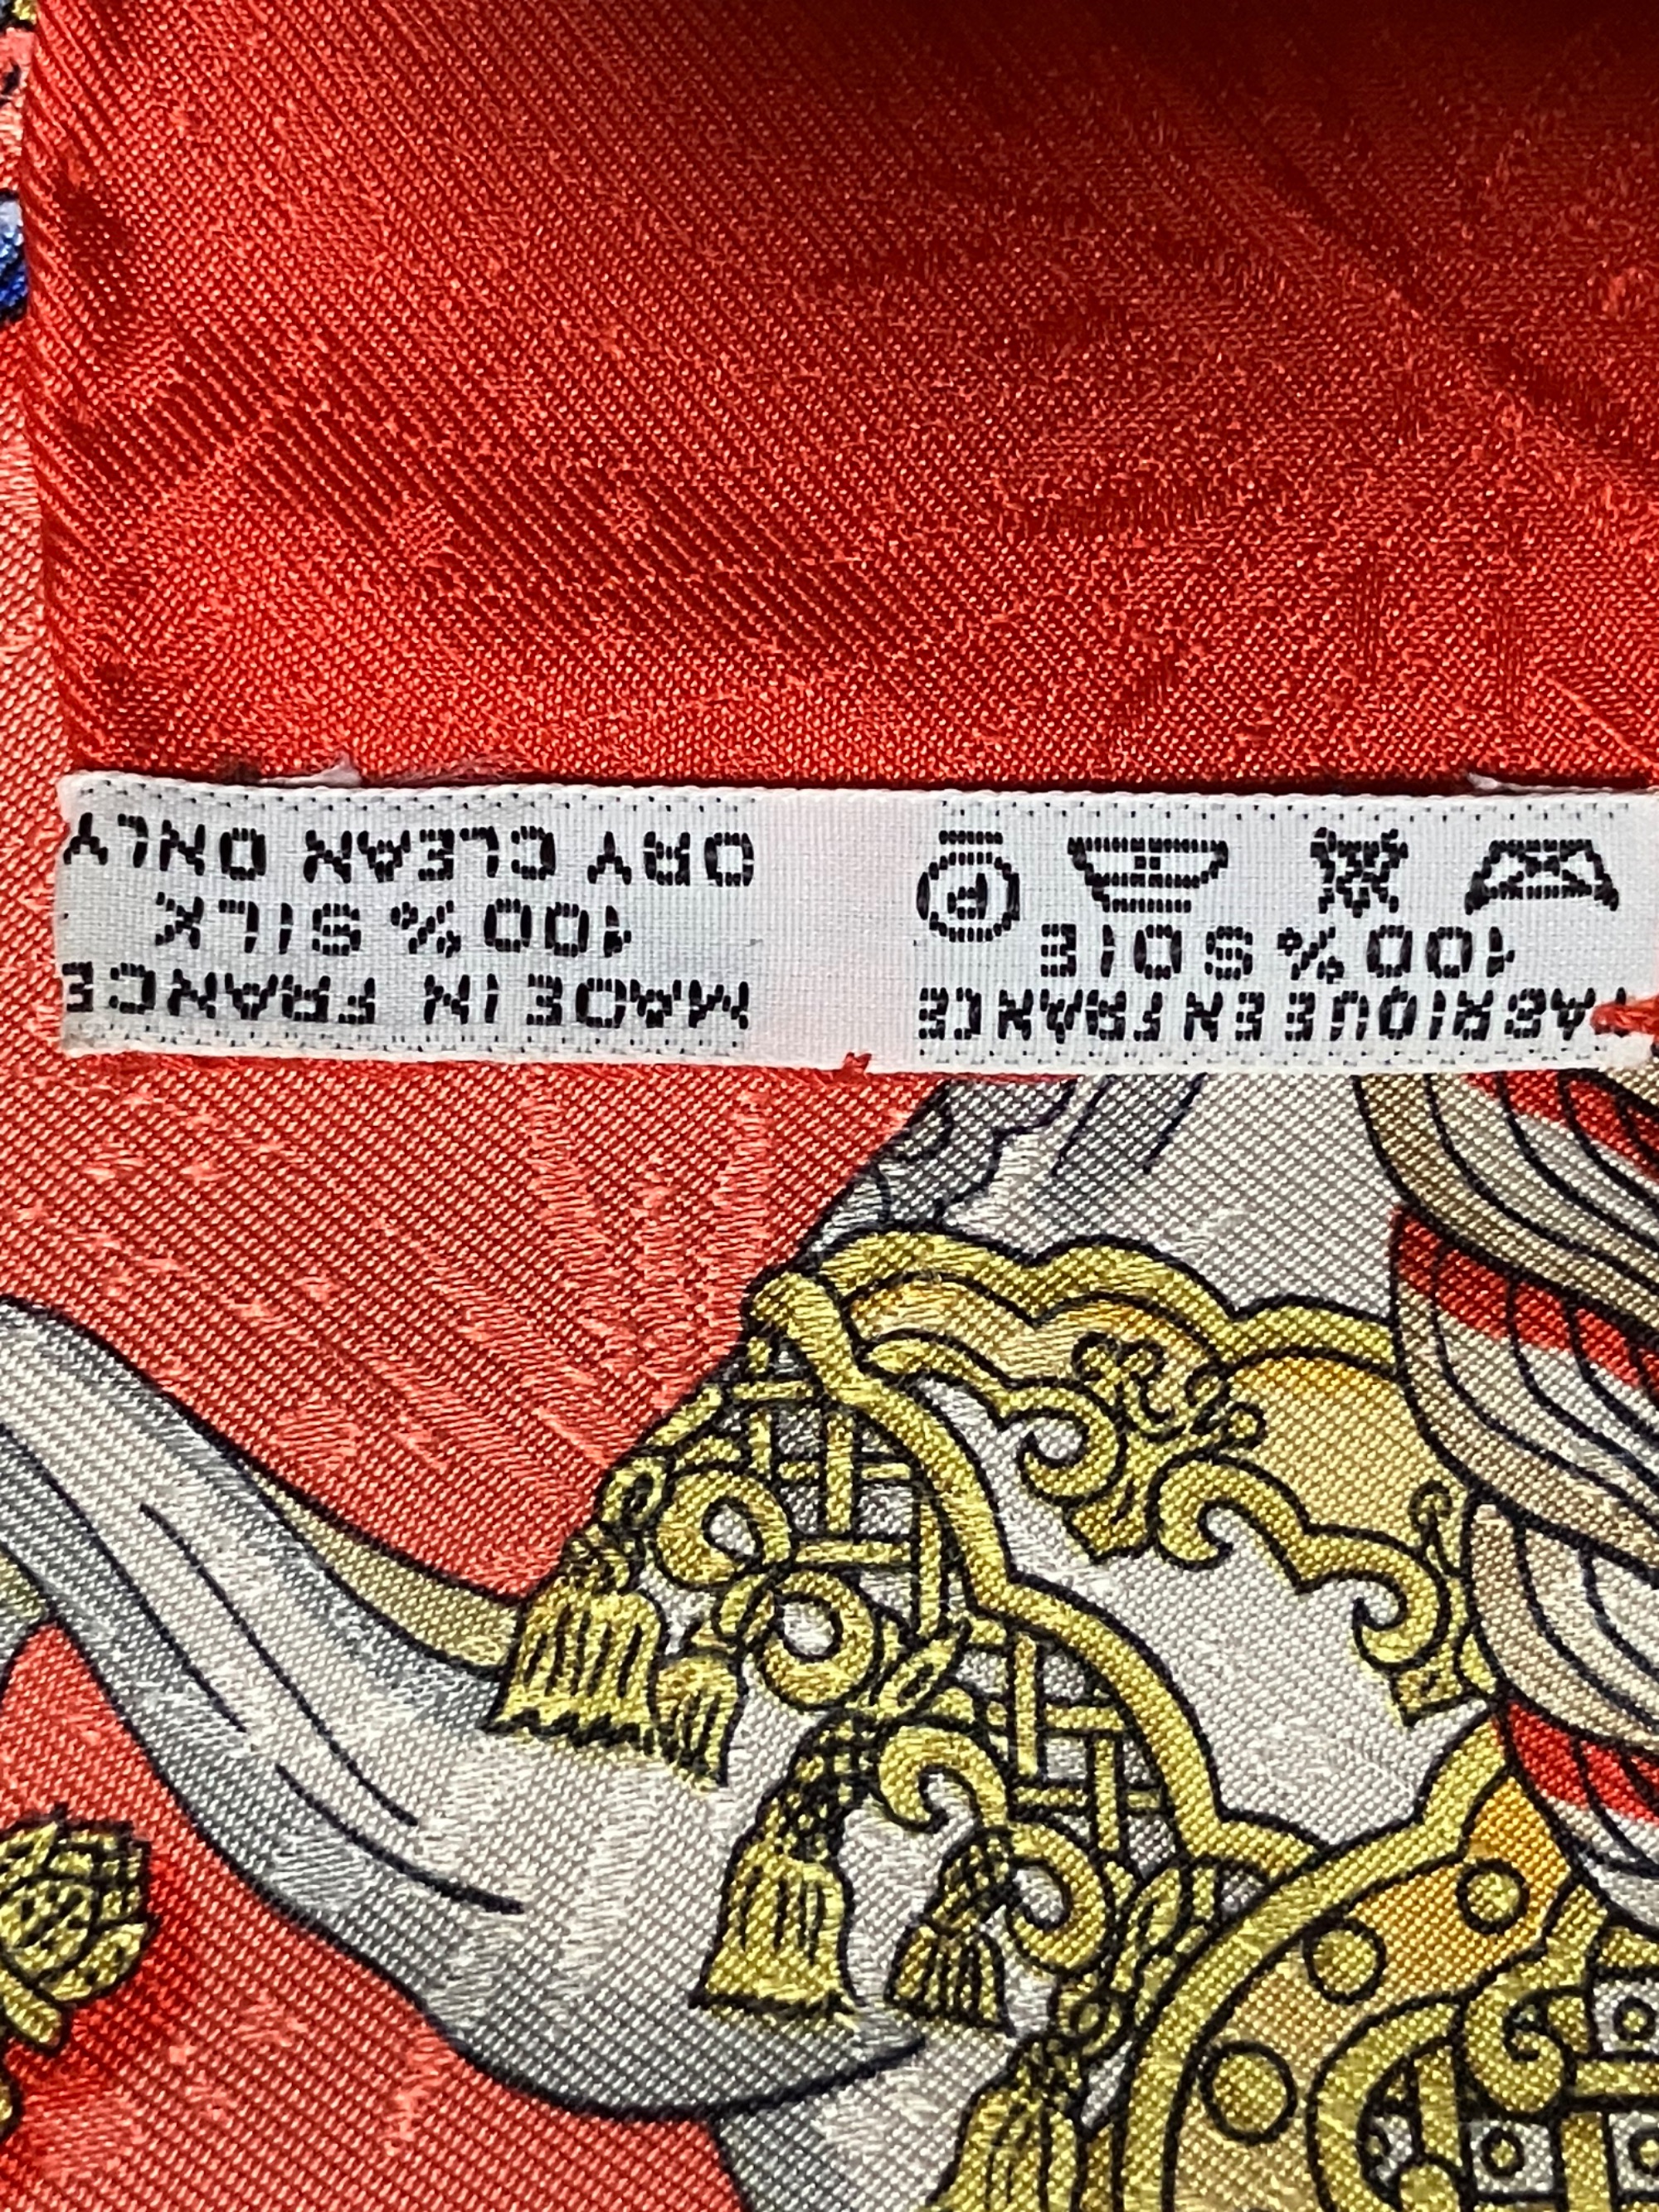 FABRIQUE EN FRANCE
100% SOIE
P
MADE IN FRANCE
100% SILK
DRY CLEAN ONLY